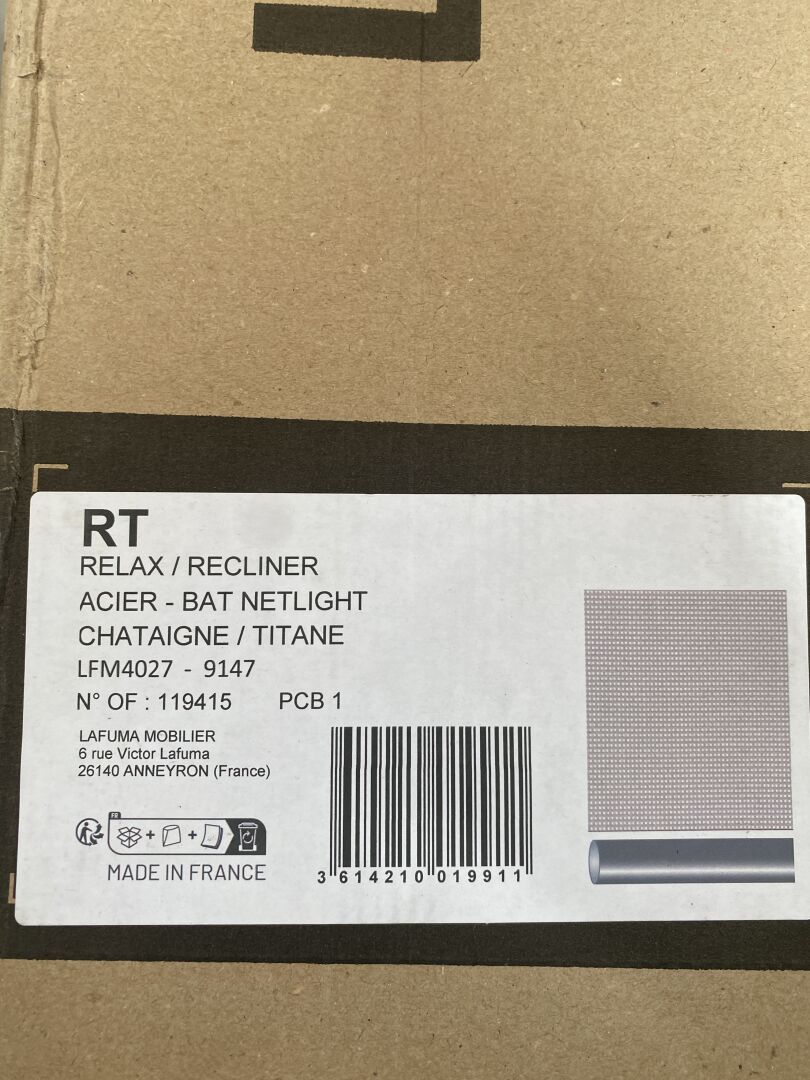 RT
RELAX / RECLINER
ACIER - BAT NETLIGHT
CHATAIGNE / TITANE
LFM4027 - 9147
N° OF : 119415 PCB 1
LAFUMA MOBILIER
6 rue Victor Lafuma
26140 ANNEYRON (France)
FR
+ +
MADE IN FRANCE
3 614210 019911